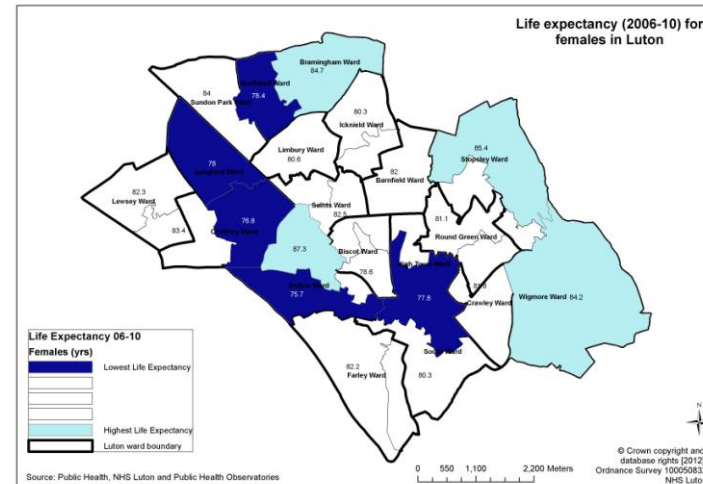 Life expectancy (2006-10) for
females in Luton
Bramingham Ward
84.7
84
Sundon Park
78.4
80.3
Icknield Ward
Limbury Ward
80.6
85.4
Stopsley Ward
82
Barnfield Ward
78
82.3
Lewsey Ward
Saints Ward
82.5
81.1
76.8
83.4
Round Green Ward
87.3
Biscot Ward
78.6
Crawley Ward
Wigmore Ward
84.2
75.7
77.8
South Ward
82.2
Farley Ward
80.3
Life Expectancy 06-10
Females (yrs)
Lowest Life Expectancy
Highest Life Expectancy
Luton ward boundary
N
© Crown copyright and
database rights [2012]
Ordnance Survey 10005083
NHS Luto
0 550 1,100 2,200 Meters
Source: Public Health, NHS Luton and Public Health Observatories